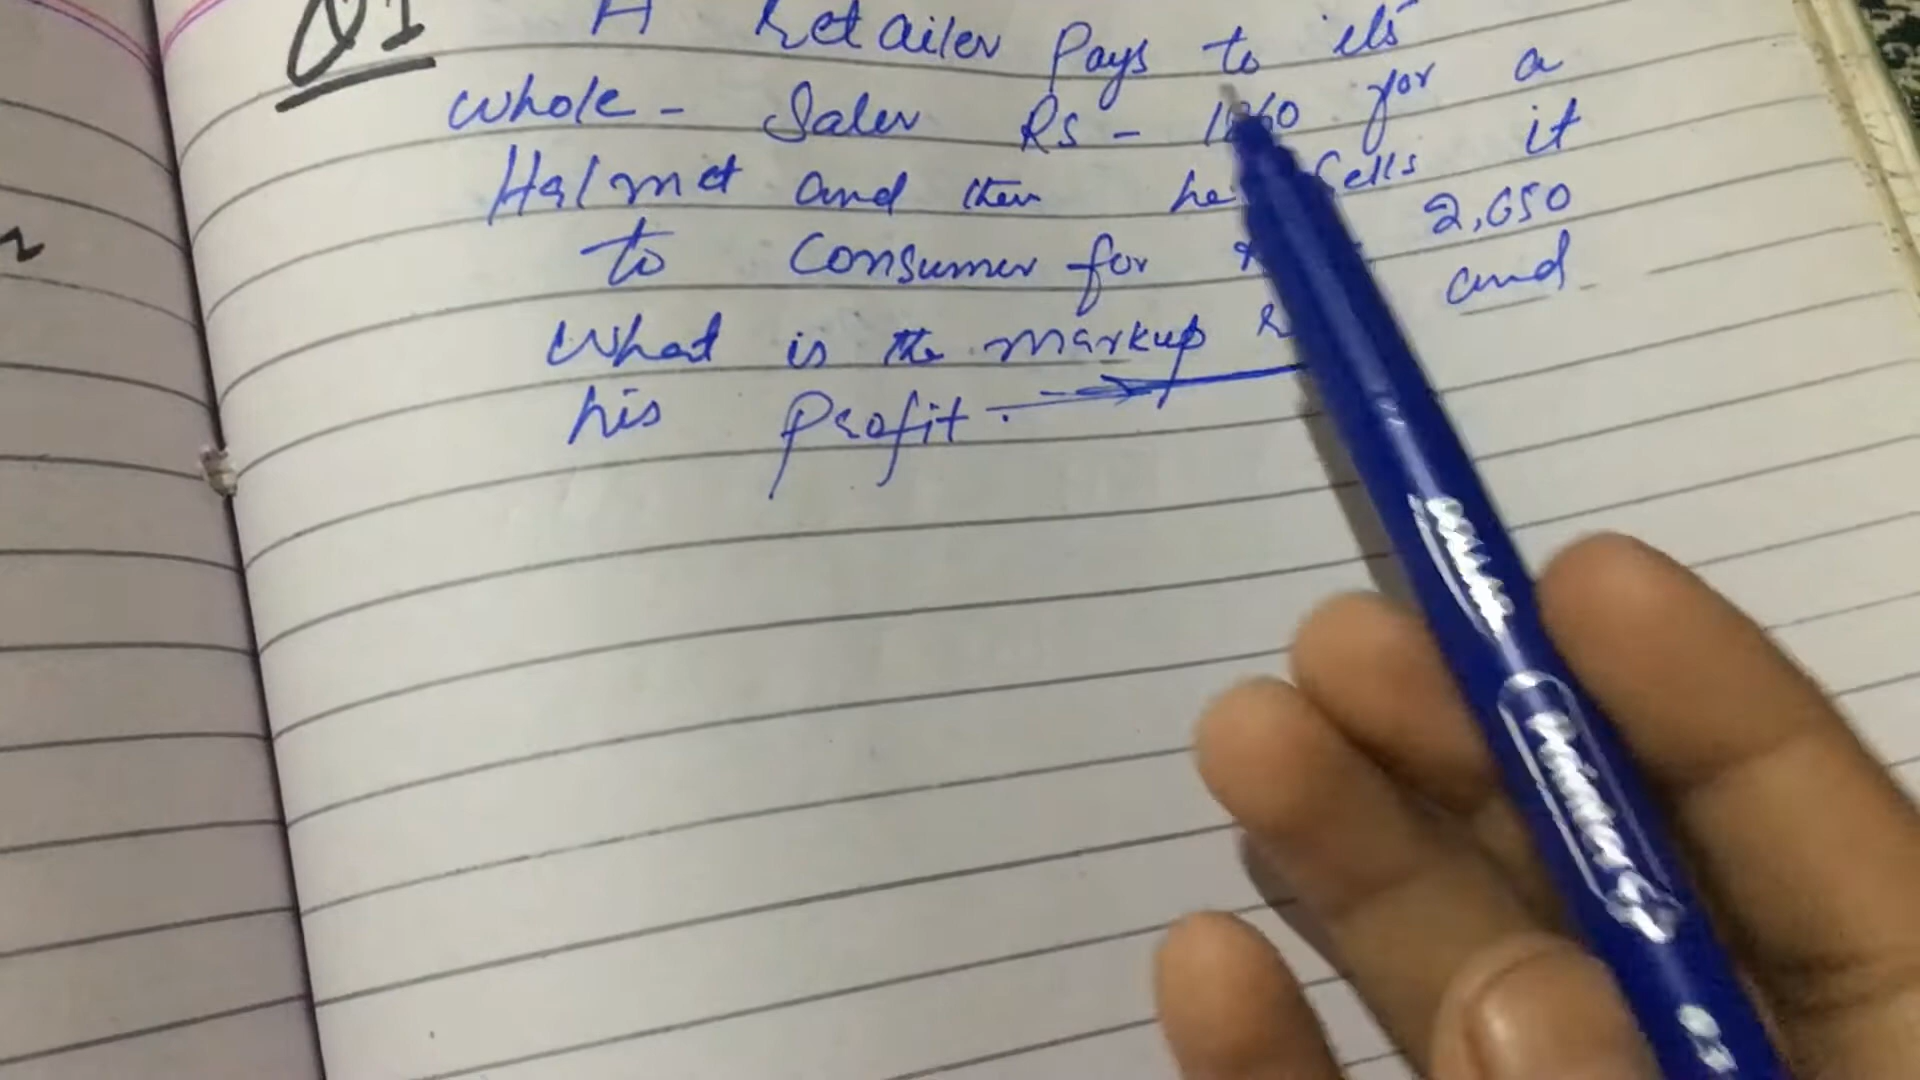 Q1 A Retailer Pays to its
whole - Saler Rs - for a
Halmet and then he Cells it
to Consumer for 2,650
what is the markup and
his Profit.